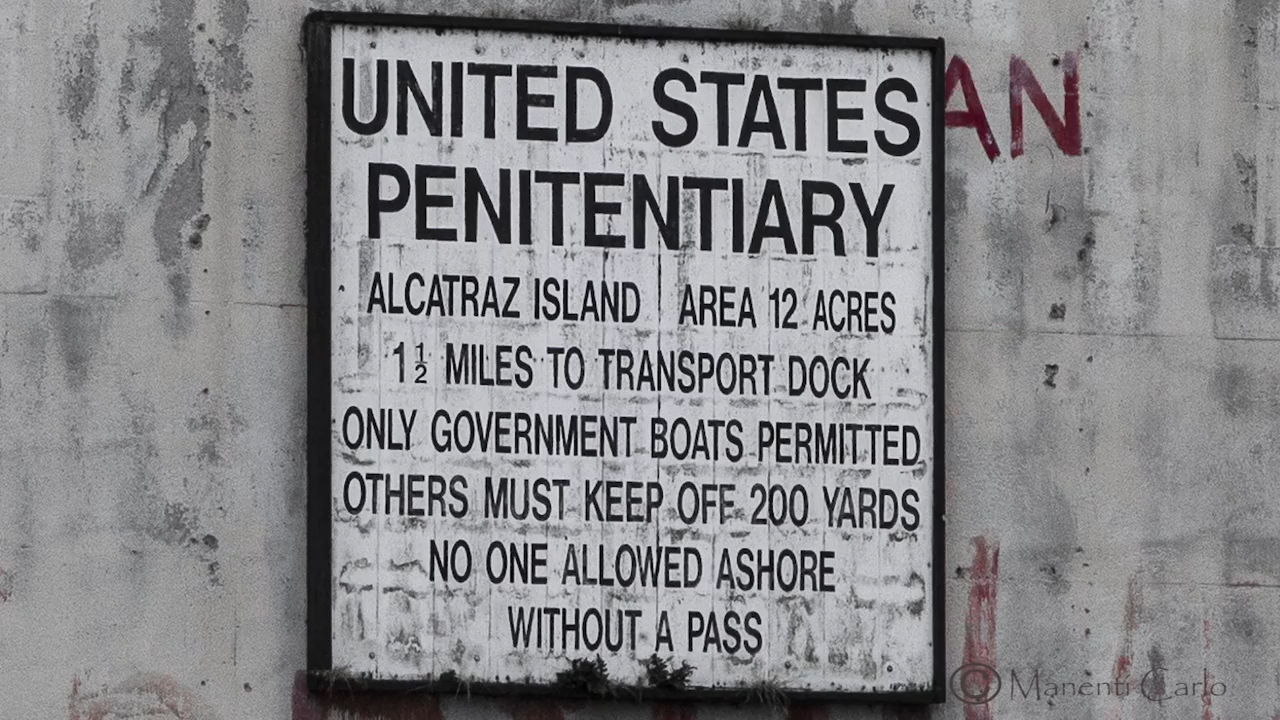 UNITED STATES
PENITENTIARY
ALCATRAZ ISLAND AREA 12 ACRES
1½ MILES TO TRANSPORT DOCK
ONLY GOVERNMENT BOATS PERMITTED
OTHERS MUST KEEP OFF 200 YARDS
NO ONE ALLOWED ASHORE
WITHOUT A PASS
AN
© Manenti Carlo